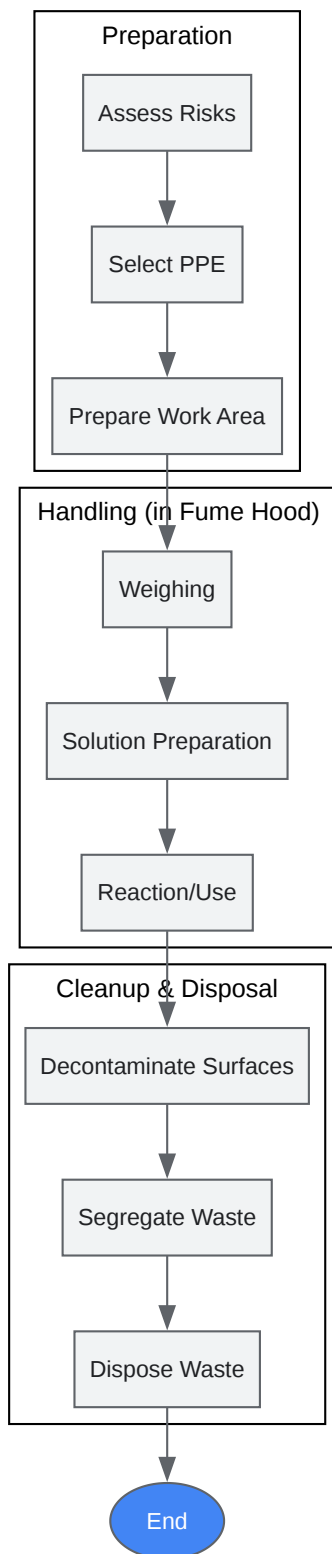 Preparation
Assess Risks
Select PPE
Prepare Work Area
Handling (in Fume Hood)
Weighing
Solution Preparation
Reaction/Use
Cleanup & Disposal
Decontaminate Surfaces
Segregate Waste
Dispose Waste
End